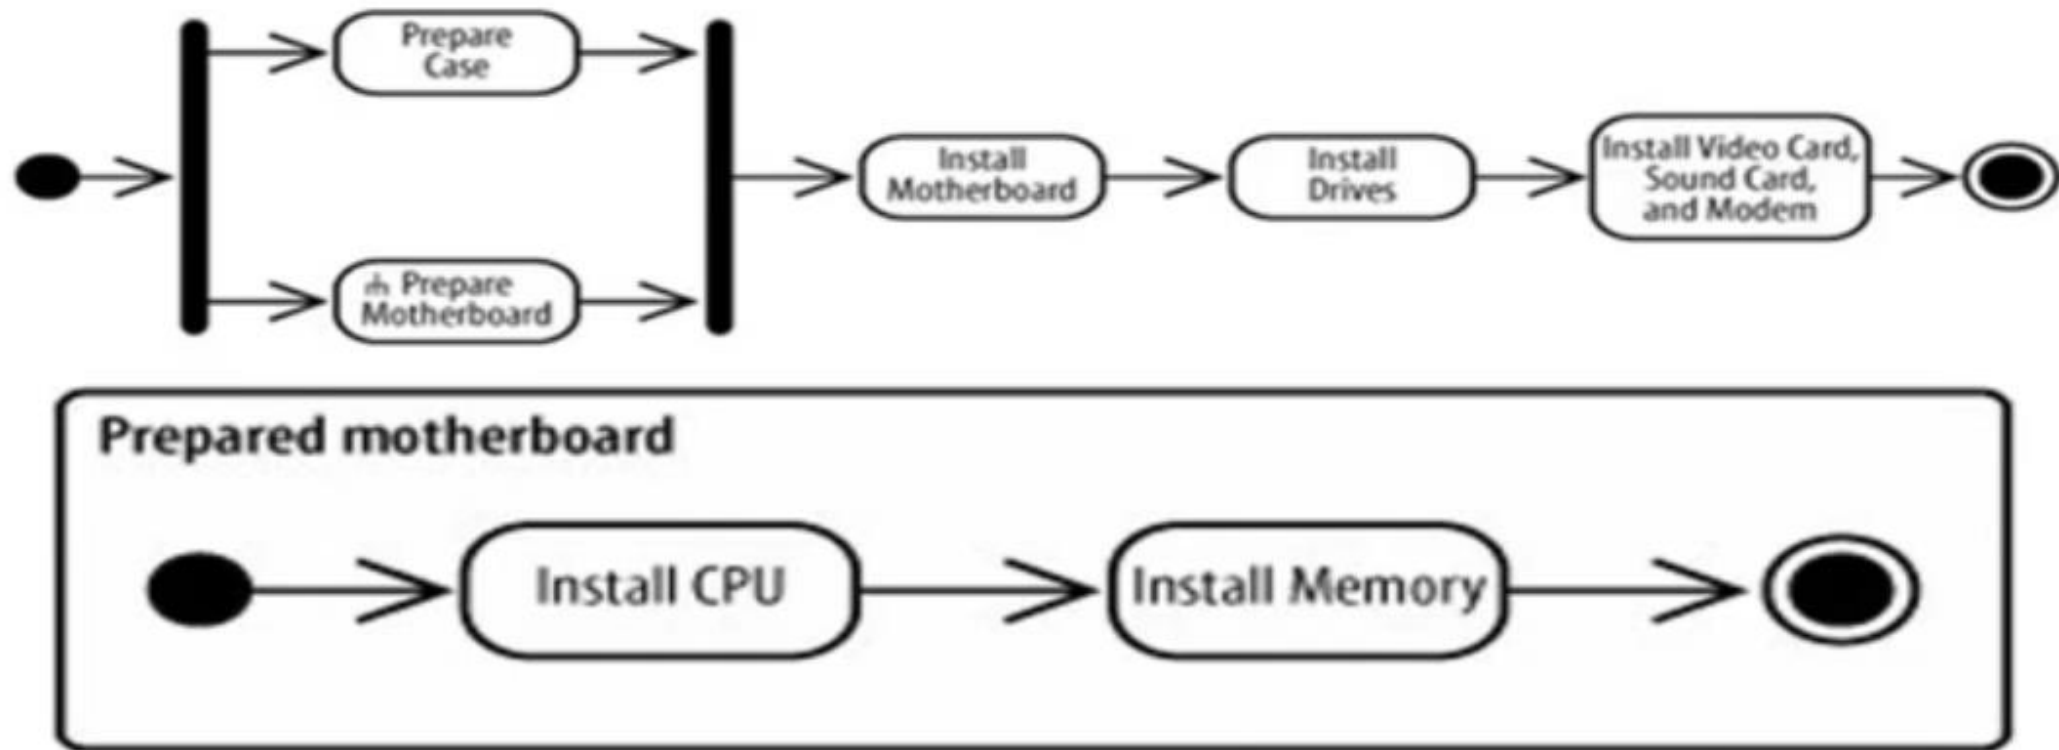 Prepare
Case
Prepare
Motherboard
Install
Motherboard
Install
Drives
Install Video Card,
Sound Card,
and Modem
Prepared motherboard
Install CPU
Install Memory